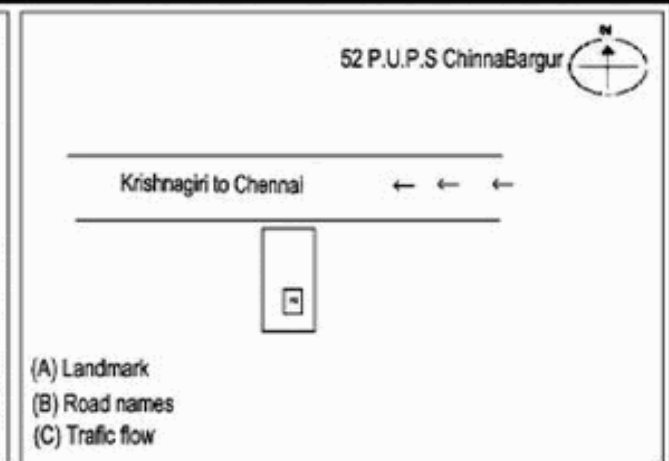 N
52 P.U.P.S ChinnaBargur
Krishnagiri to Chennai ← ← ←
(A) Landmark
(B) Road names
(C) Trafic flow